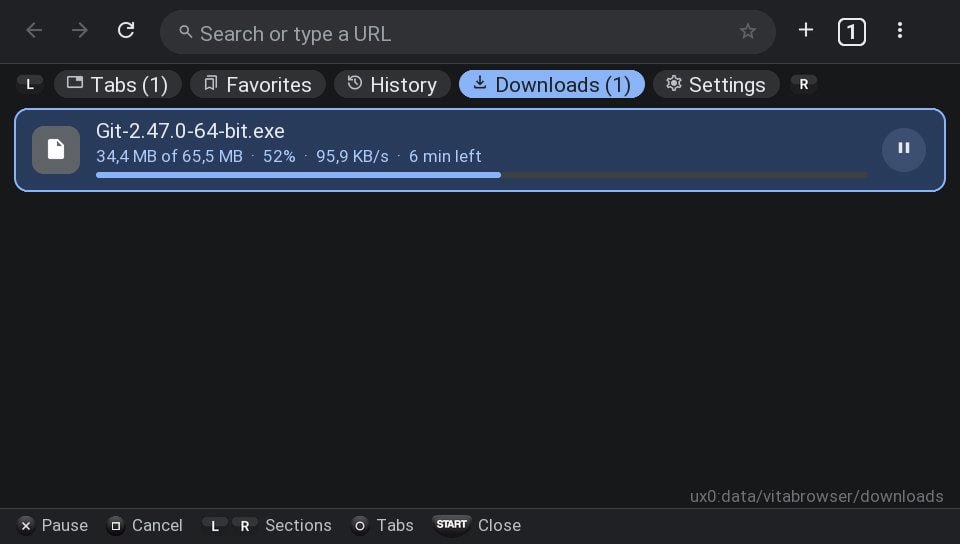 Search or type a URL 1
L Tabs (1) Favorites History Downloads (1) Settings R
Git-2.47.0-64-bit.exe
34,4 MB of 65,5 MB · 52% · 95,9 KB/s · 6 min left
ux0:data/vitabrowser/downloads
Pause Cancel L R Sections Tabs START Close